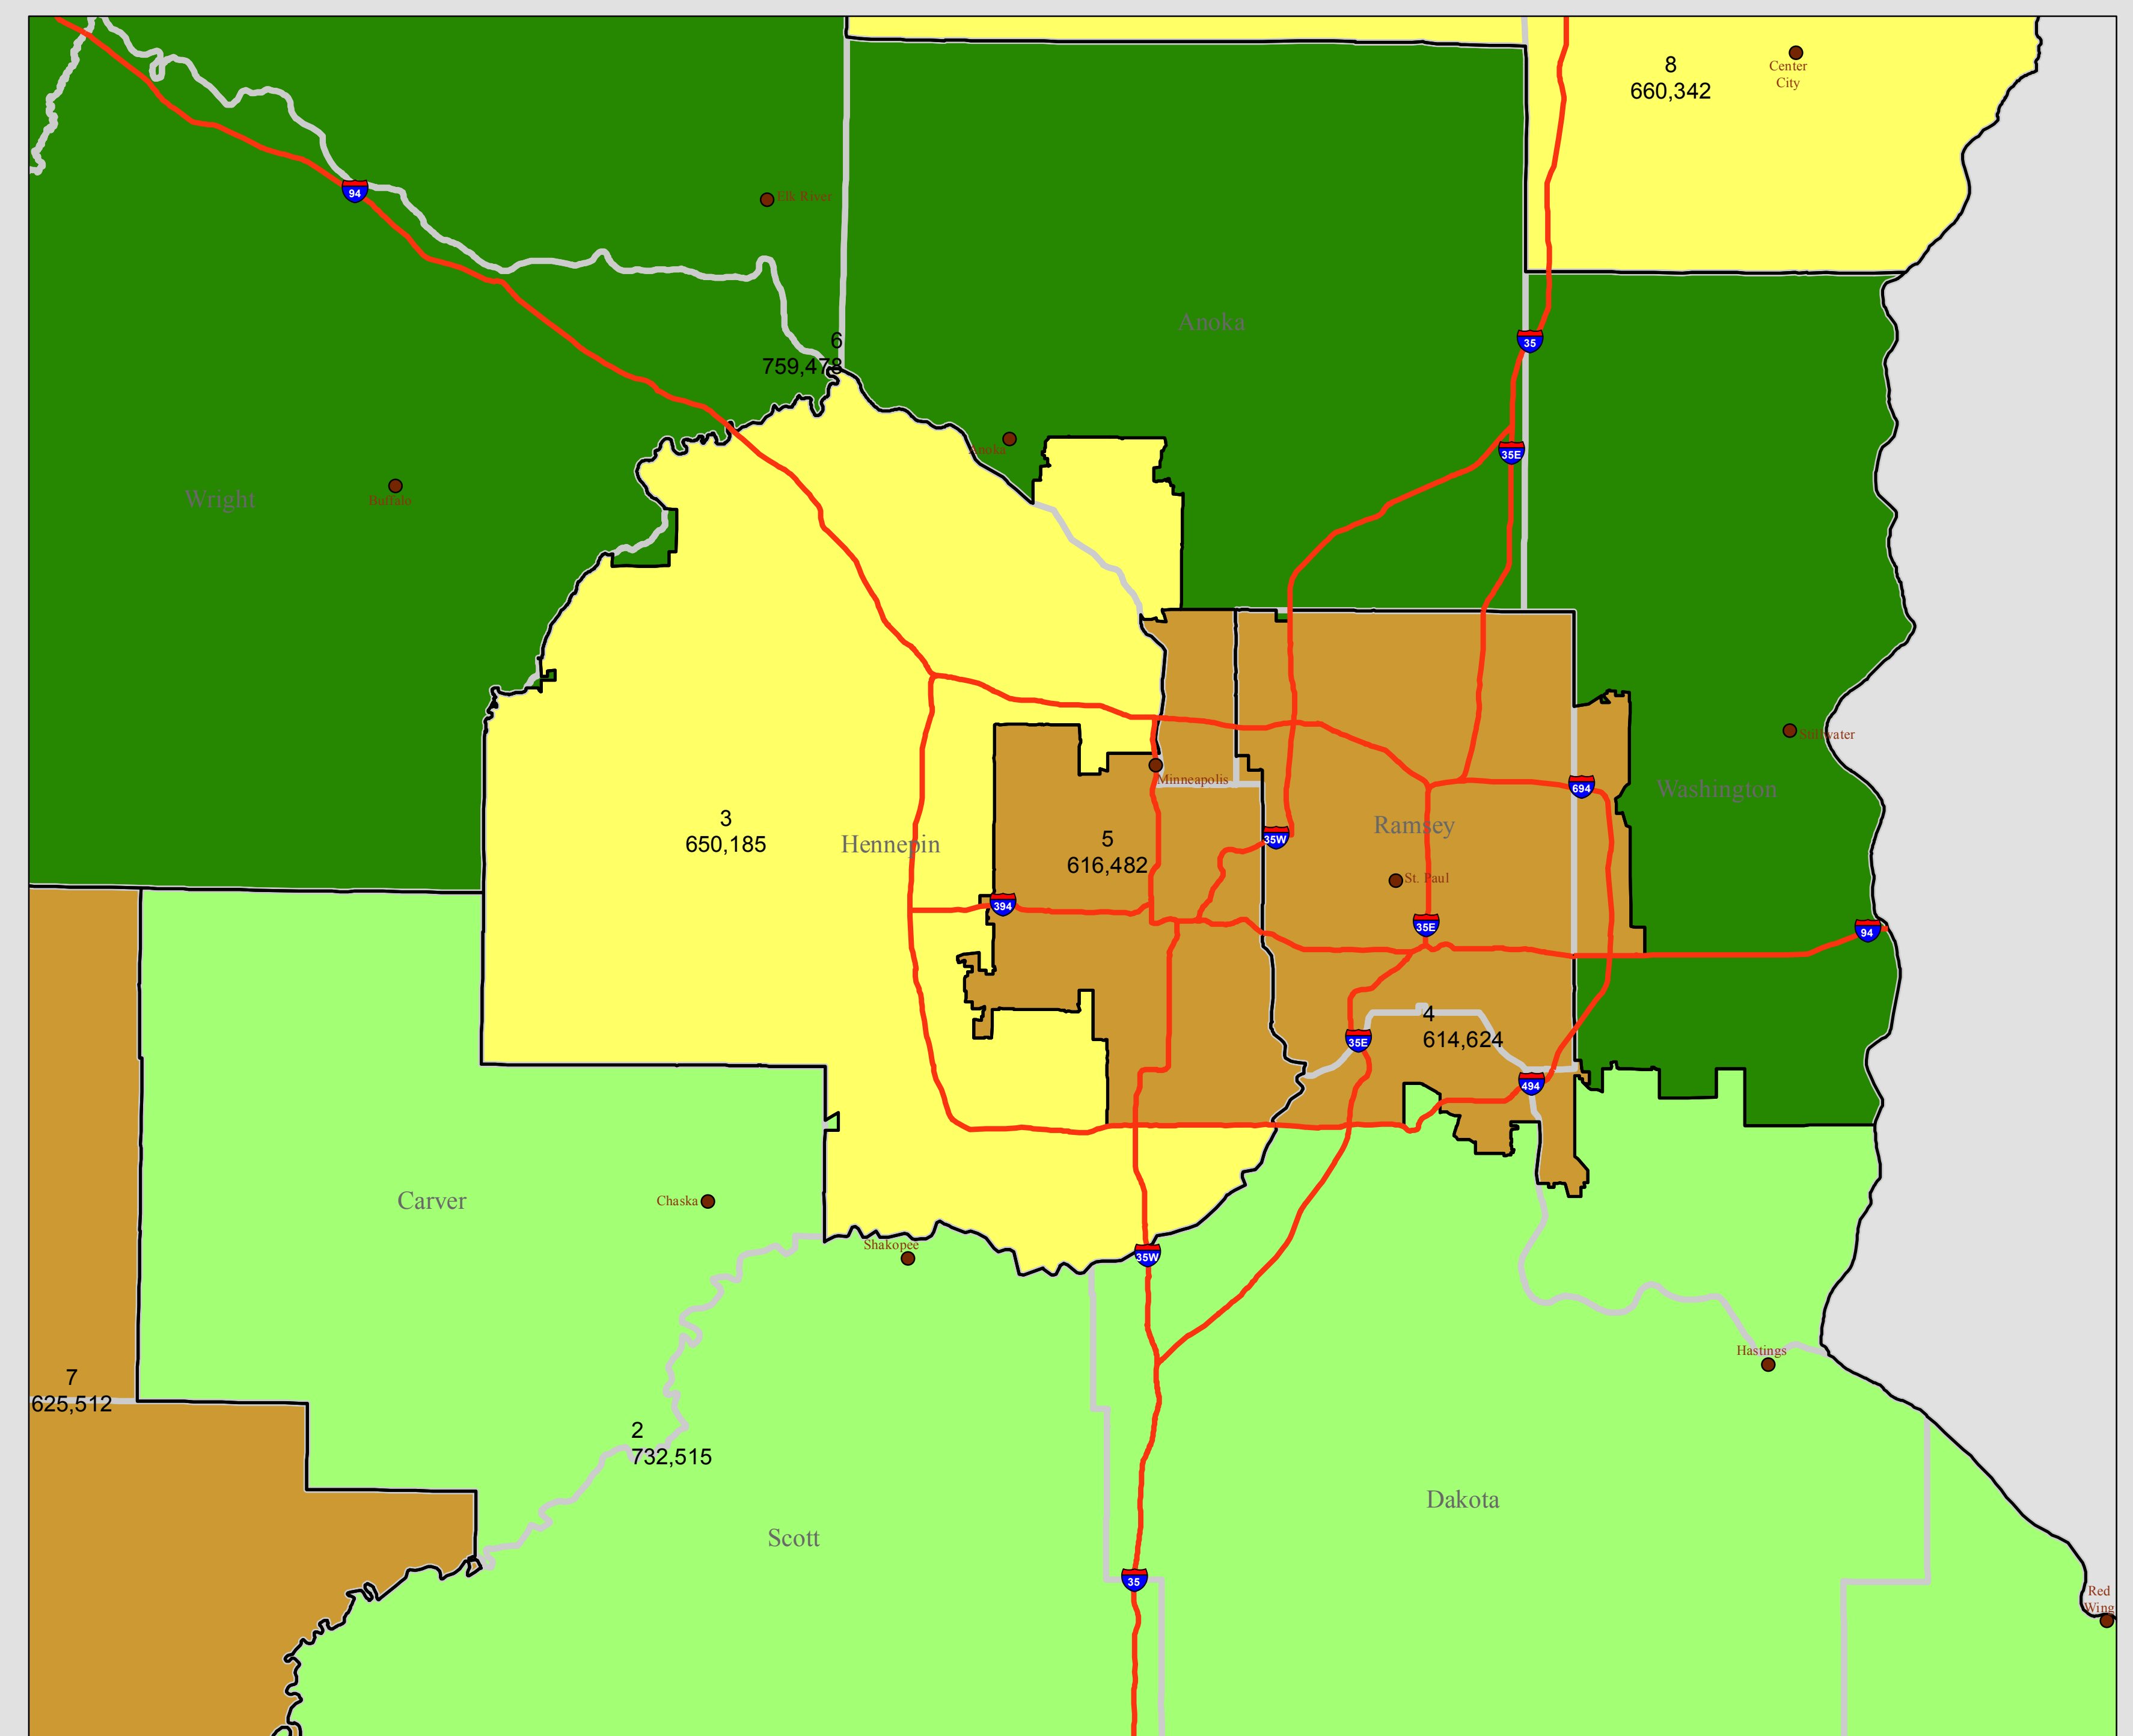 8
660,342
Center
City
94
Elk River
Anoka
6
759,478
35
Anoka
35E
Wright
Buffalo
Minneapolis
694
Stillwater
Washington
3
650,185
Hennepin
5
616,482
35W
Ramsey
St. Paul
394
35E
94
4
614,624
35E
494
Carver
Chaska
Shakopee
35W
Hastings
7
625,512
2
732,515
Dakota
Scott
35
Red
Wing